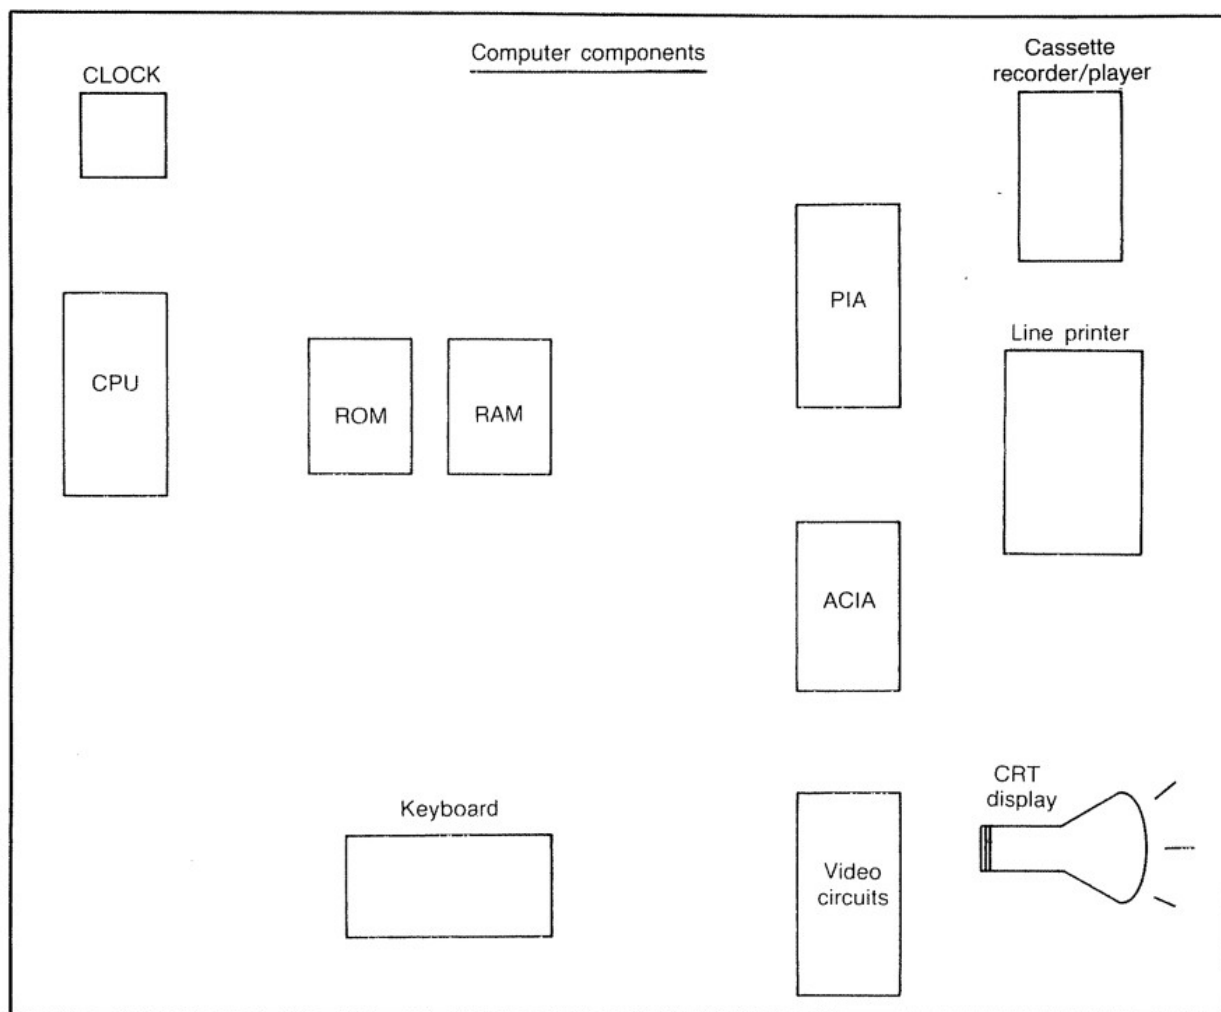 Computer components
CLOCK
Cassette
recorder/player
PIA
Line printer
CPU
ROM
RAM
ACIA
CRT
display
Keyboard
Video
circuits